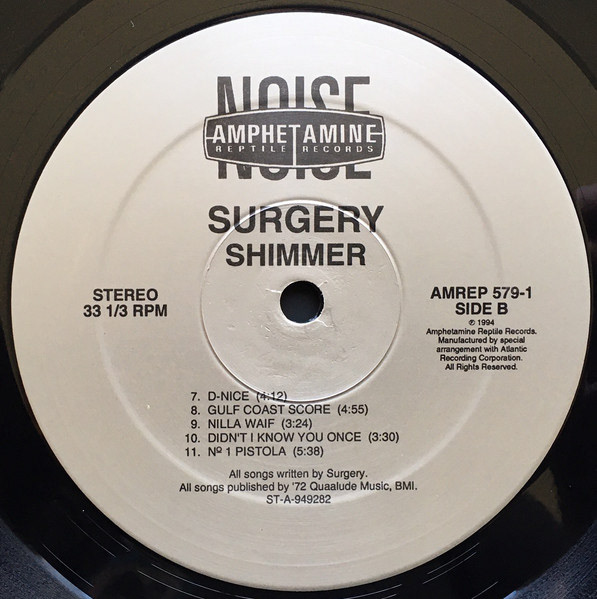 NOISE
AMPHETAMINE
REPTILE RECORDS
NOISE
SURGERY
SHIMMER
STEREO
33 1/3 RPM
AMREP 579-1
SIDE B
℗ 1994
Amphetamine Reptile Records.
Manufactured by special
arrangement with Atlantic
Recording Corporation.
All Rights Reserved.
7. D-NICE (4:12)
8. GULF COAST SCORE (4:55)
9. NILLA WAIF (3:24)
10. DIDN'T I KNOW YOU ONCE (3:30)
11. Nº 1 PISTOLA (5:38)
All songs written by Surgery.
All songs published by '72 Quaalude Music, BMI.
ST-A-949282